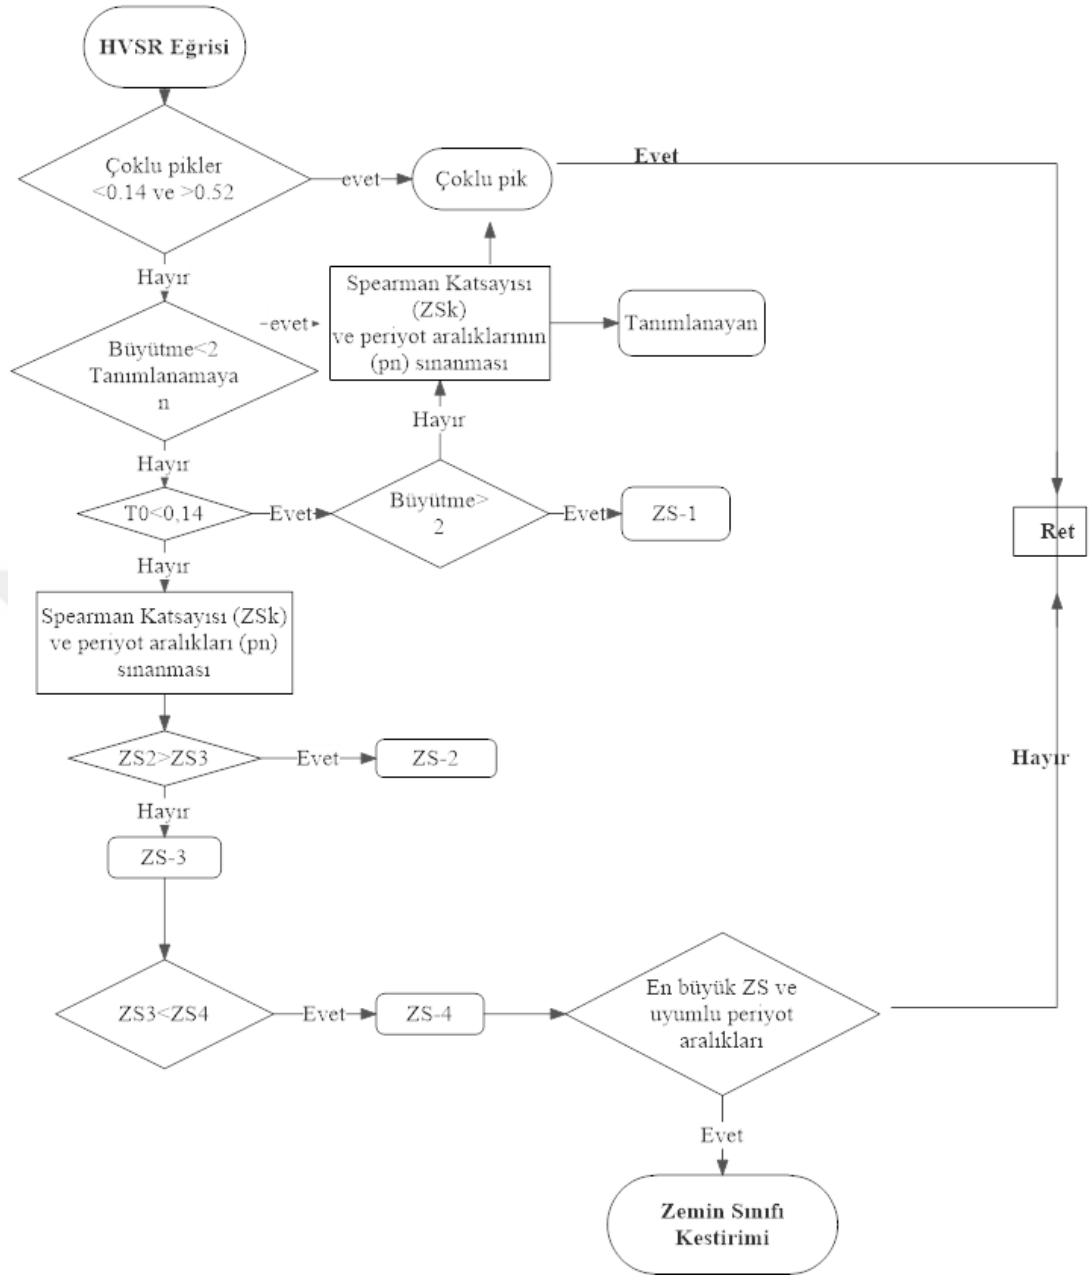 HVSR Eğrisi
Çoklu pikler
<0.14 ve >0.52
evet
Çoklu pik
Evet
Hayır
Büyütme<2
Tanımlanamaya
n
evet
Spearman Katsayısı
(ZSk)
ve periyot aralıklarının
(pn) sınanması
Tanımlanayan
Hayır
Hayır
T0<0,14
Evet
Büyütme>
2
Evet
ZS-1
Ret
Hayır
Spearman Katsayısı (ZSk)
ve periyot aralıkları (pn)
sınanması
ZS2>ZS3
Evet
ZS-2
Hayır
Hayır
ZS-3
ZS3<ZS4
Evet
ZS-4
En büyük ZS ve
uyumlu periyot
aralıkları
Evet
Zemin Sınıfı
Kestirimi